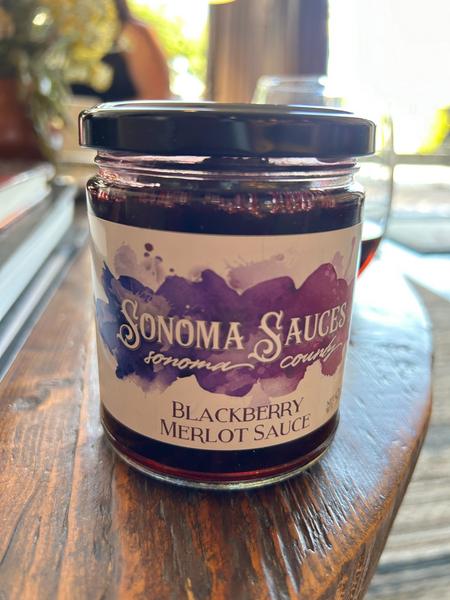 SONOMA SAUCES
sonoma county
BLACKBERRY
MERLOT SAUCE